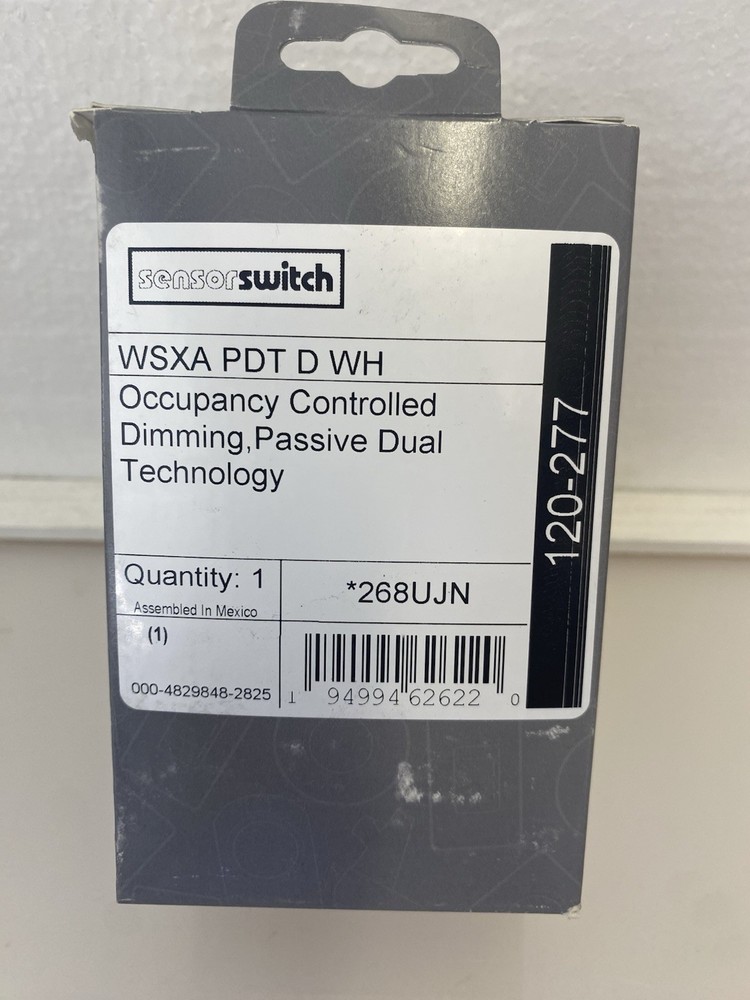 sensorswitch
WSXA PDT D WH
Occupancy Controlled
Dimming,Passive Dual
Technology
120-277
Quantity: 1
Assembled In Mexico
*268UJN
(1)
000-4829848-2825
1 94994 62622 0